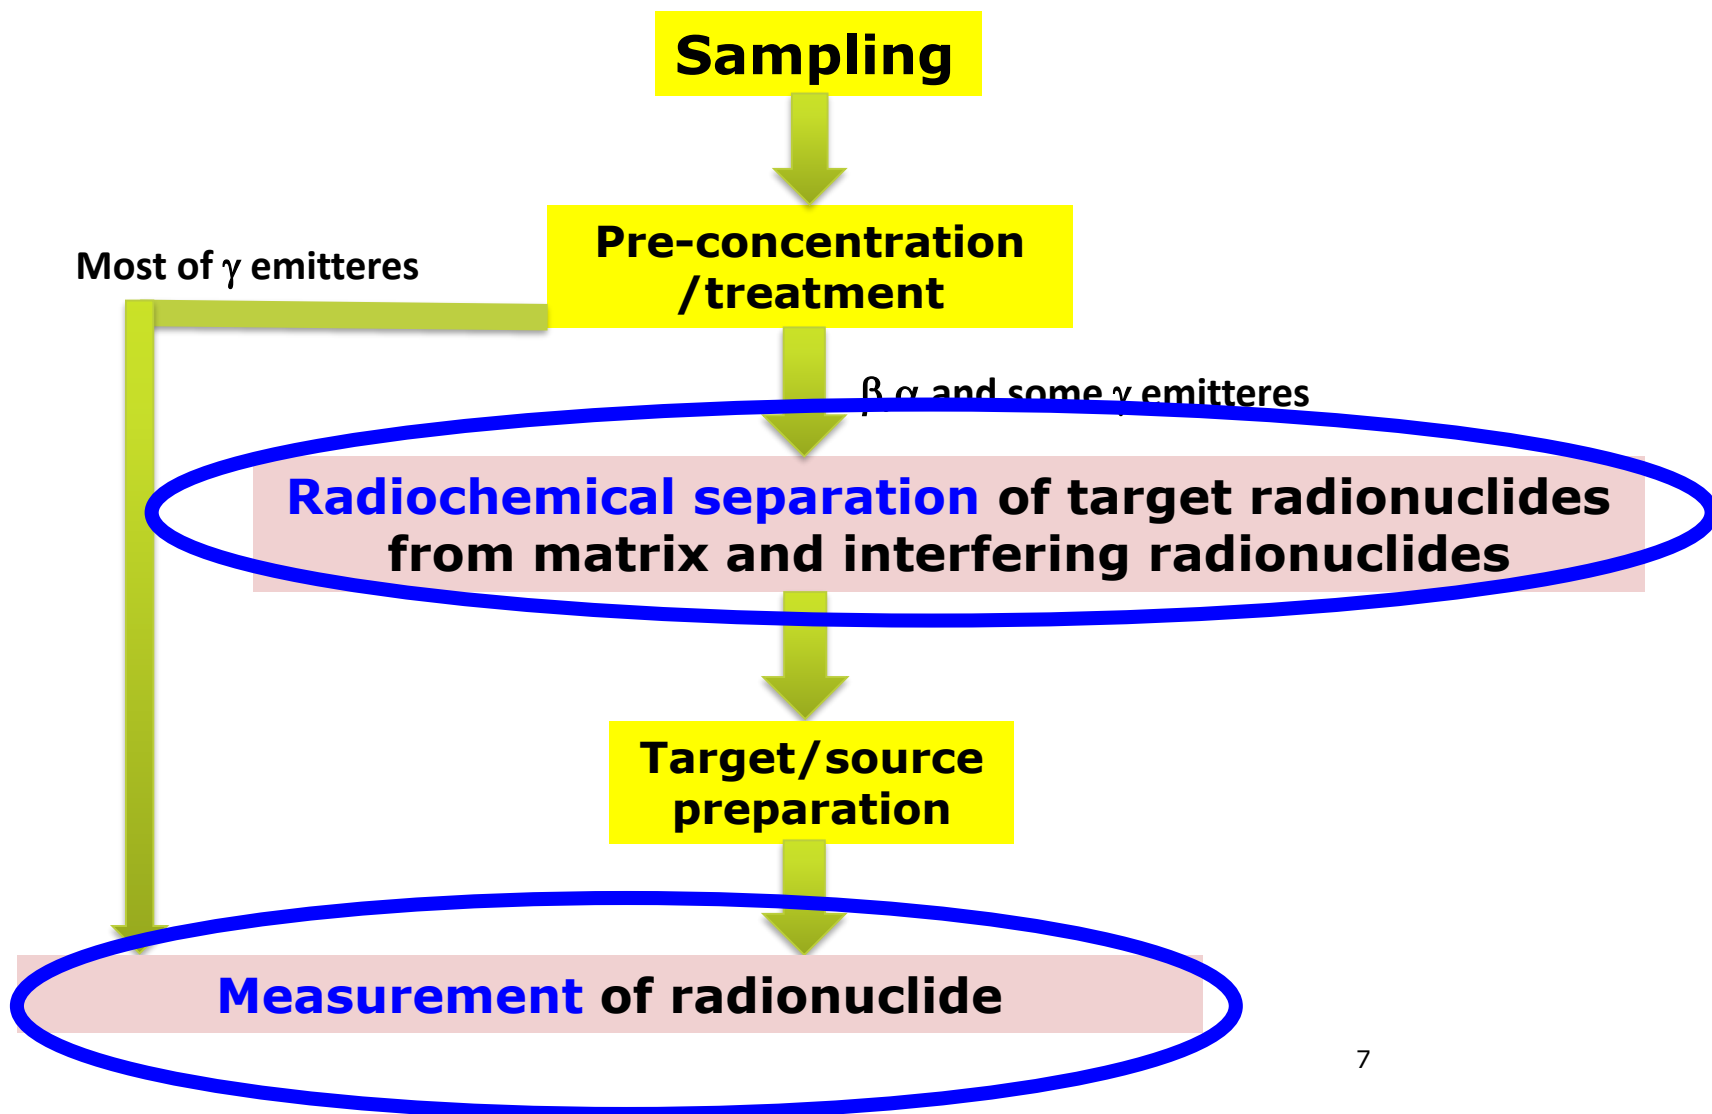 Sampling
Pre-concentration
/treatment
Most of γ emitteres
β,α and some γ emitteres
Radiochemical separation of target radionuclides
from matrix and interfering radionuclides
Target/source
preparation
Measurement of radionuclide
7